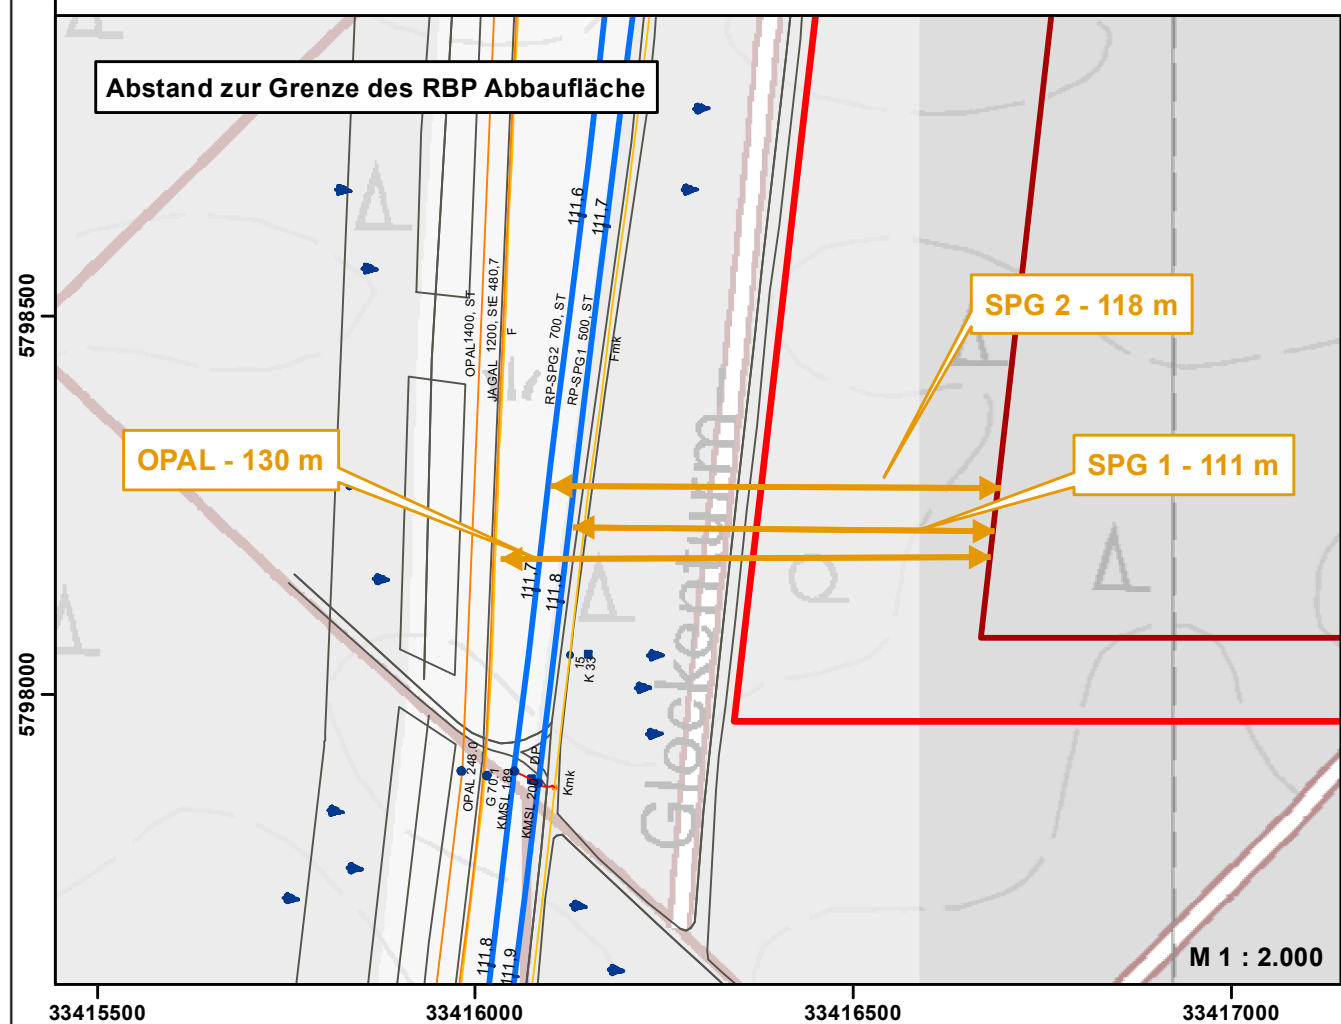 Abstand zur Grenze des RBP Abbaufläche
111.6
111.7
5798500
OPAL1400, ST
JAGAL 1200, StE 480,7
F
RP-SPG2 700, ST
RP-SPG1 500, ST
Fmk
SPG 2 - 118 m
OPAL - 130 m
SPG 1 - 111 m
Glockenturm
111.7
111.8
15
K 33
5798000
OPAL 248.0
G 70.1
KMSL 189
KMSL 200
DP
Kmk
111.8
111.9
M 1 : 2.000
33415500
33416000
33416500
33417000